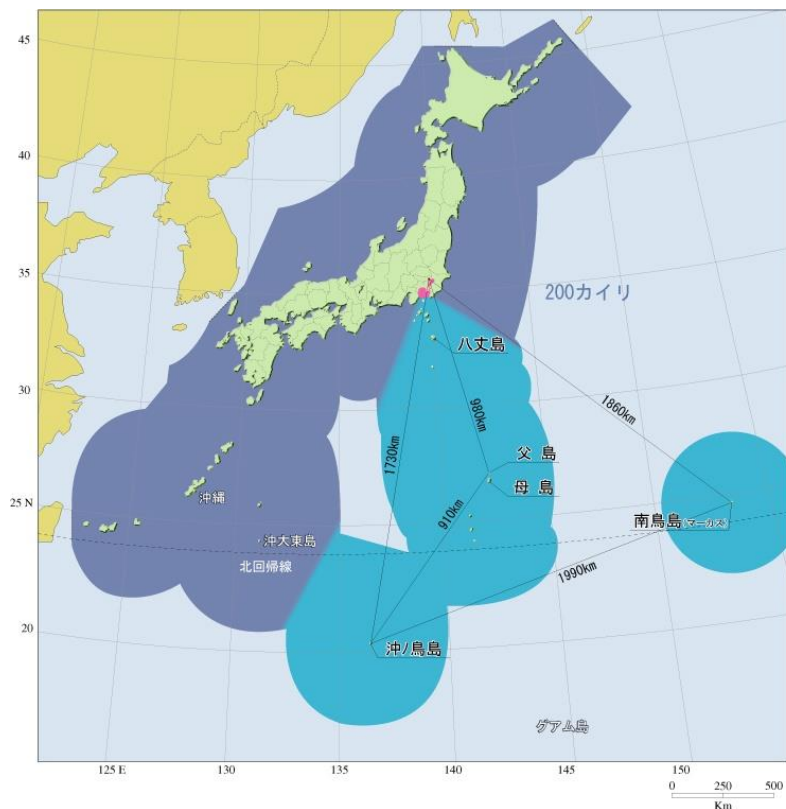 45
40
35
30
25 N
20
200カイリ
八丈島
1860km
980km
1730km
父 島
母 島
沖縄
910km
南鳥島(マーカス)
沖大東島
北回帰線
1990km
沖ノ鳥島
グアム島
125 E
130
135
140
145
150
0 250 500
Km